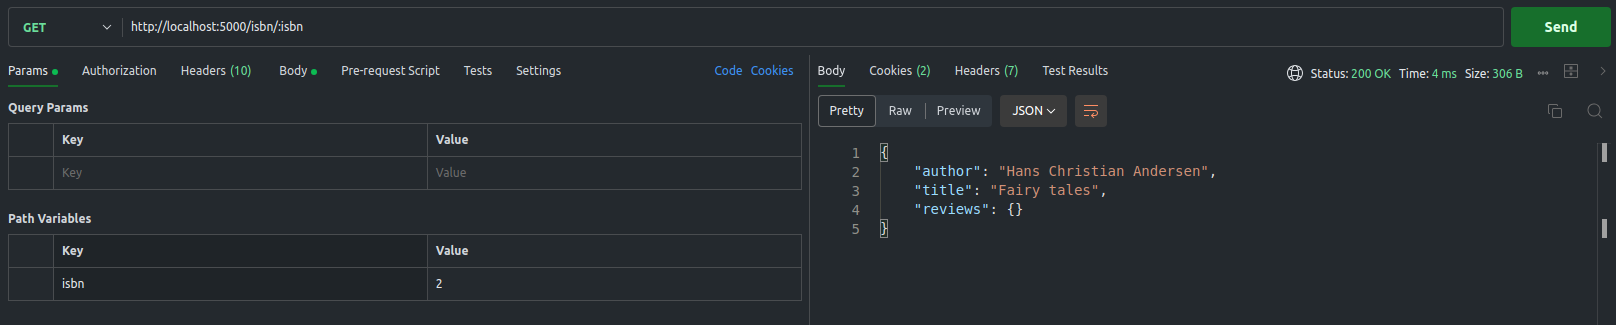 GET http://localhost:5000/isbn/:isbn Send
Params Authorization Headers (10) Body Pre-request Script Tests Settings Code Cookies
Query Params
Key Value
Key Value
Path Variables
Key Value
isbn 2
Body Cookies (2) Headers (7) Test Results Status: 200 OK Time: 4 ms Size: 306 B
Pretty Raw Preview JSON
1 {
2 "author": "Hans Christian Andersen",
3 "title": "Fairy tales",
4 "reviews": {}
5 }